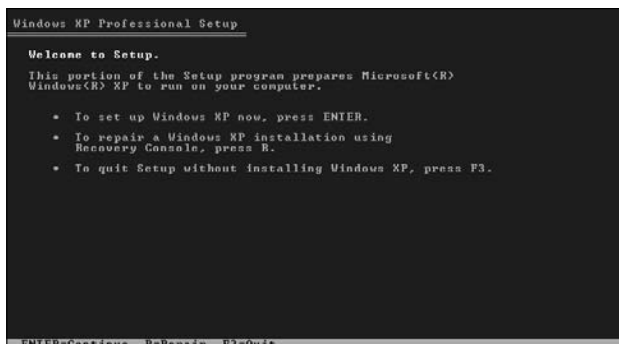 Windows XP Professional Setup
Welcome to Setup.
This portion of the Setup program prepares Microsoft(R)
Windows(R) XP to run on your computer.
• To set up Windows XP now, press ENTER.
• To repair a Windows XP installation using
Recovery Console, press R.
• To quit Setup without installing Windows XP, press F3.
ENTER=Continue R=Repair F3=Quit